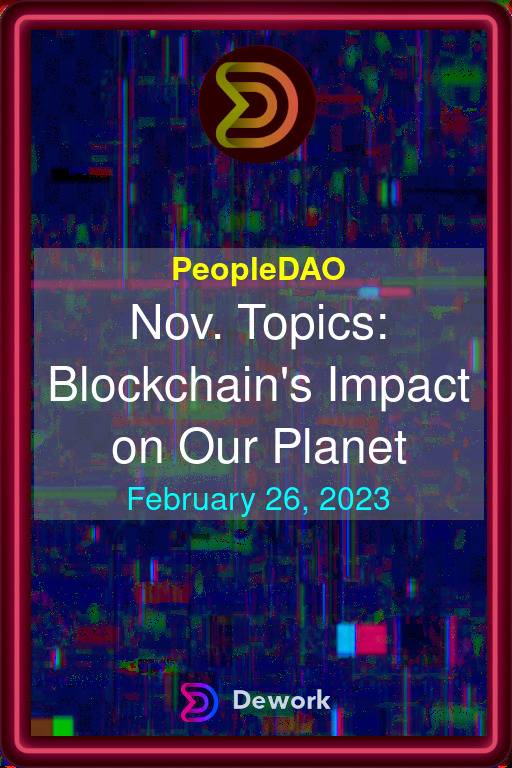 PeopleDAO
Nov. Topics:
Blockchain's Impact
on Our Planet
February 26, 2023
Dework